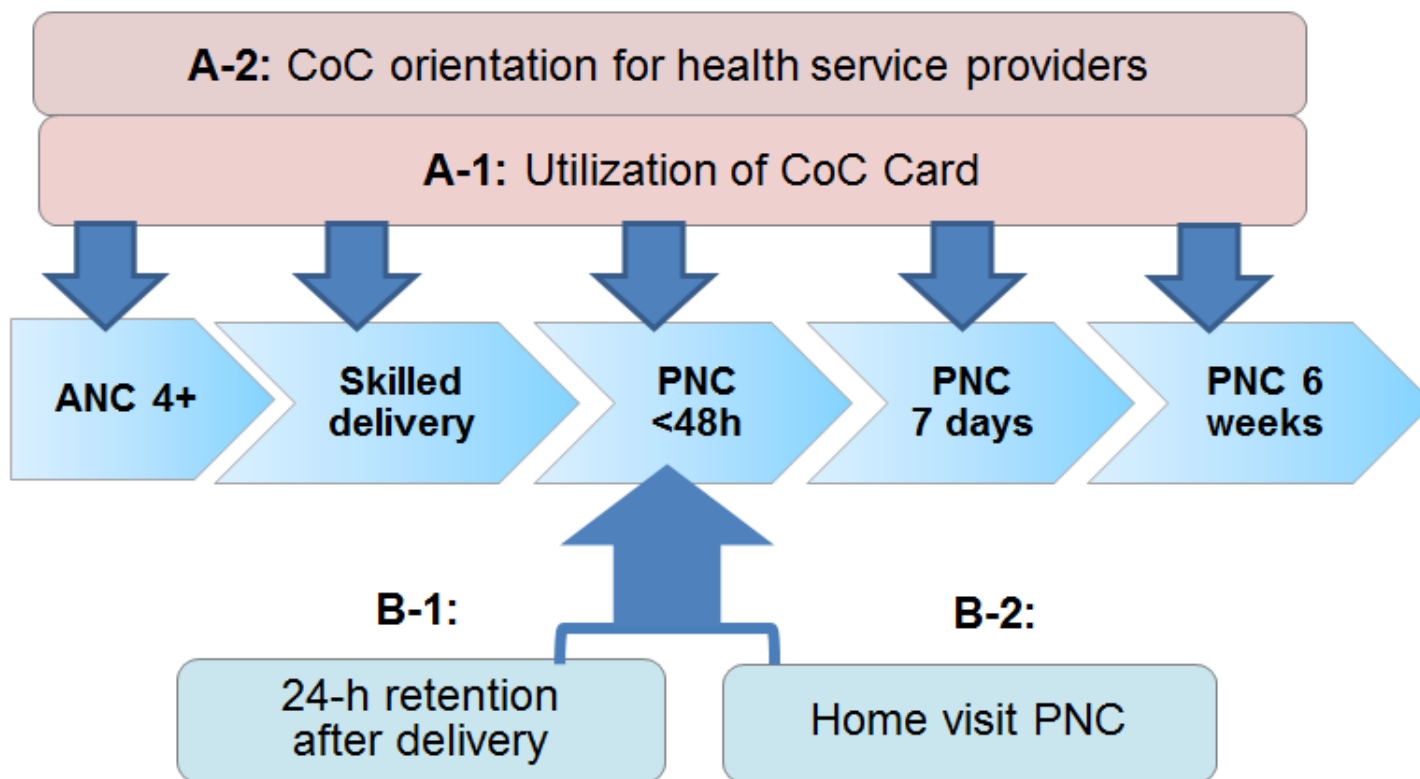 A-2: CoC orientation for health service providers
A-1: Utilization of CoC Card
ANC 4+
Skilled
delivery
PNC
<48h
PNC
7 days
PNC 6
weeks
B-1:
24-h retention
after delivery
B-2:
Home visit PNC